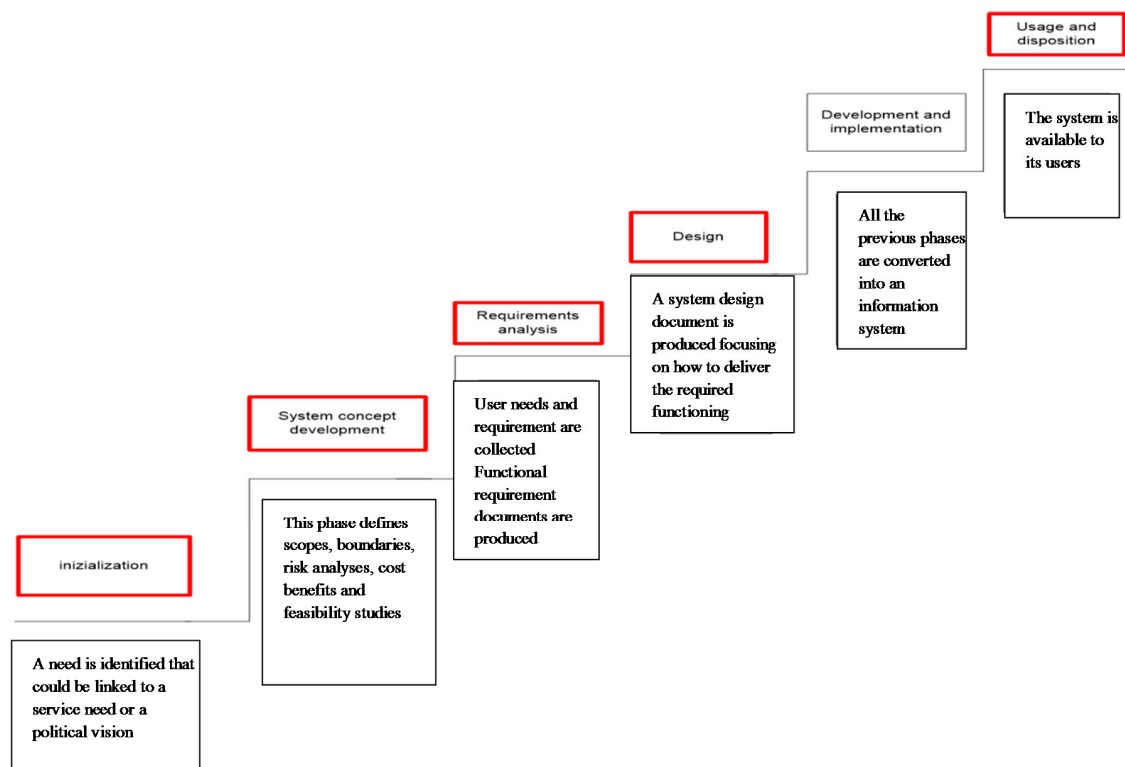 inizialization
A need is identified that
could be linked to a
service need or a
political vision
System concept
development
This phase defines
scopes, boundaries,
risk analyses, cost
benefits and
feasibility studies
Requirements
analysis
User needs and
requirement are
collected
Functional
requirement
documents are
produced
Design
A system design
document is
produced focusing
on how to deliver
the required
functioning
Development and
implementation
All the
previous phases
are converted
into an
information
system
Usage and
disposition
The system is
available to
its users